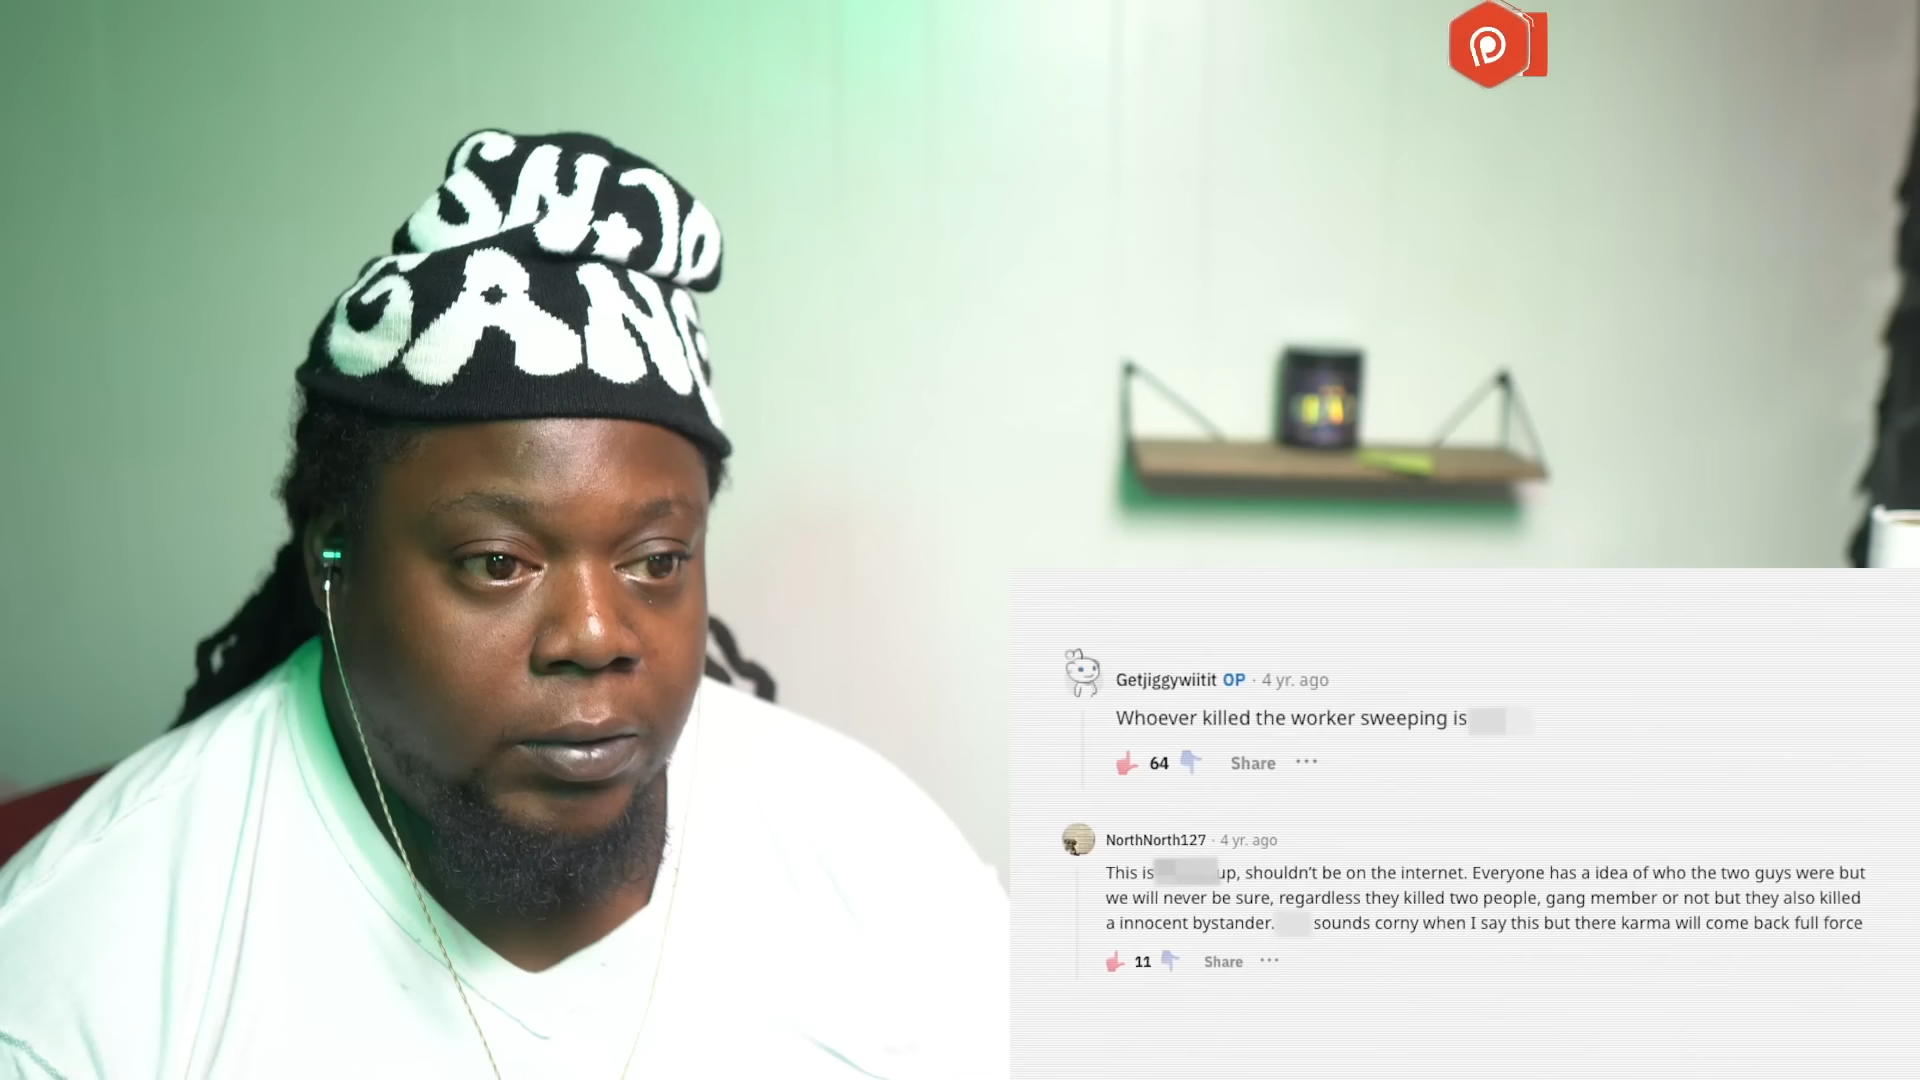 GANG
Getjiggywiitit OP · 4 yr. ago
Whoever killed the worker sweeping is
64 Share ···
NorthNorth127 · 4 yr. ago
This is up, shouldn't be on the internet. Everyone has a idea of who the two guys were but
we will never be sure, regardless they killed two people, gang member or not but they also killed
a innocent bystander. sounds corny when I say this but there karma will come back full force
11 Share ···